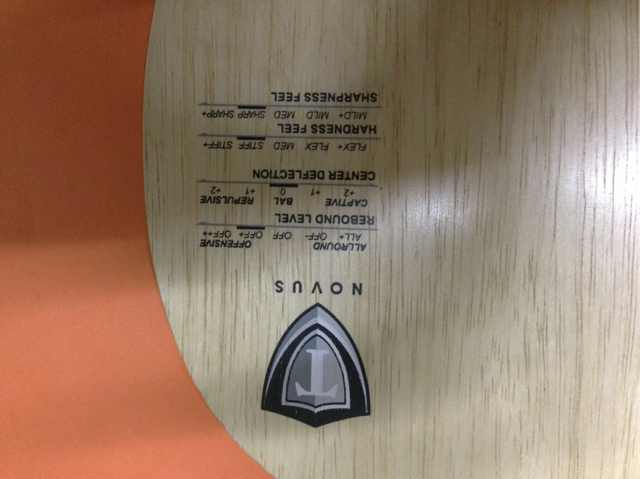 T
NOVUS
ALLROUND OFFENSIVE
ALL+ OFF- OFF OFF+ OFF++
REBOUND LEVEL
CAPTIVE BAL REPULSIVE
+2 +1 0 +1 +2
CENTER DEFLECTION
FLEX+ FLEX MED STIFF STIFF+
HARDNESS FEEL
MILD+ MILD MED SHARP SHARP+
SHARPNESS FEEL